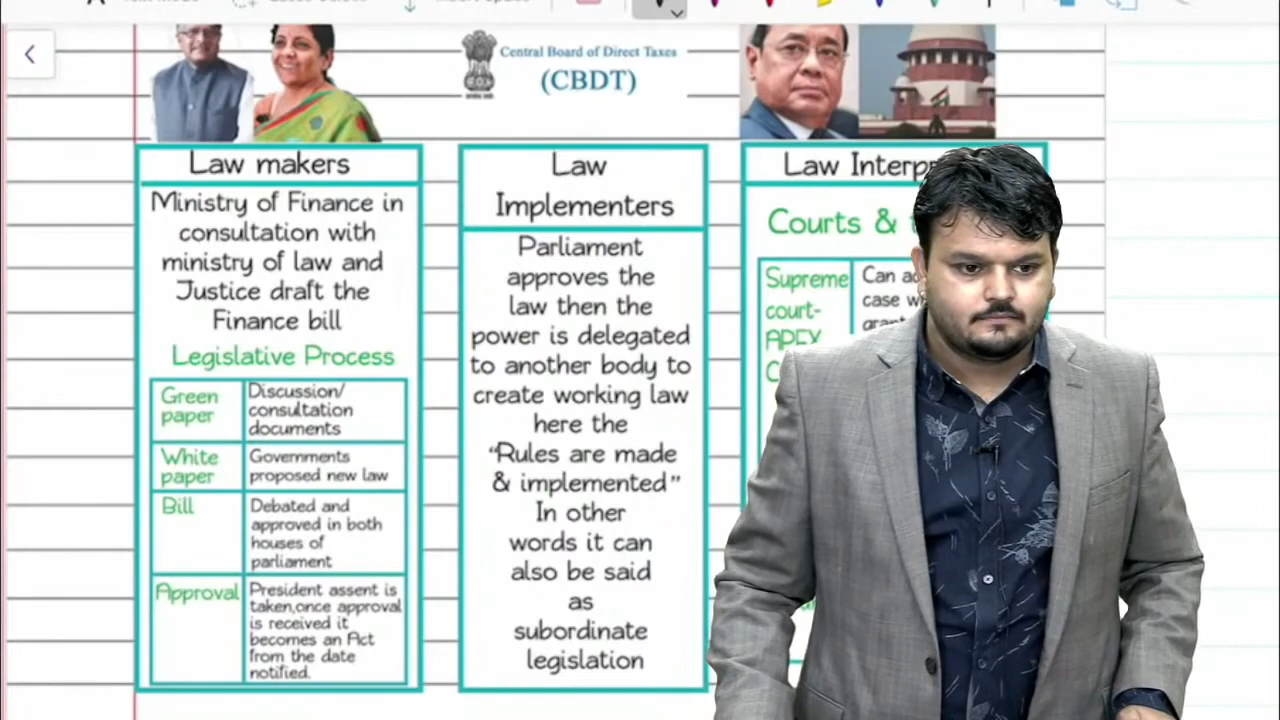 Central Board of Direct Taxes
(CBDT)
Law makers
Ministry of Finance in
consultation with
ministry of law and
Justice draft the
Finance bill
Legislative Process
Green
paper
Discussion/
consultation
documents
White
paper
Governments
proposed new law
Bill
Debated and
approved in both
houses of
parliament
Approval
President assent is
taken,once approval
is received it
becomes an Act
from the date
notified.
Law
Implementers
Parliament
approves the
law then the
power is delegated
to another body to
create working law
here the
“Rules are made
& implemented”
In other
words it can
also be said
as
subordinate
legislation
Law
Courts &
Supreme
court-
Can
case